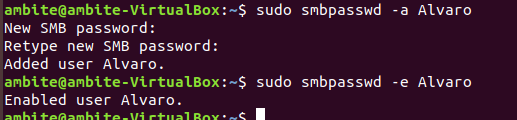 ambite@ambite-VirtualBox:~$ sudo smbpasswd -a Alvaro
New SMB password:
Retype new SMB password:
Added user Alvaro.
ambite@ambite-VirtualBox:~$ sudo smbpasswd -e Alvaro
Enabled user Alvaro.
ambite@ambite-VirtualBox:~$